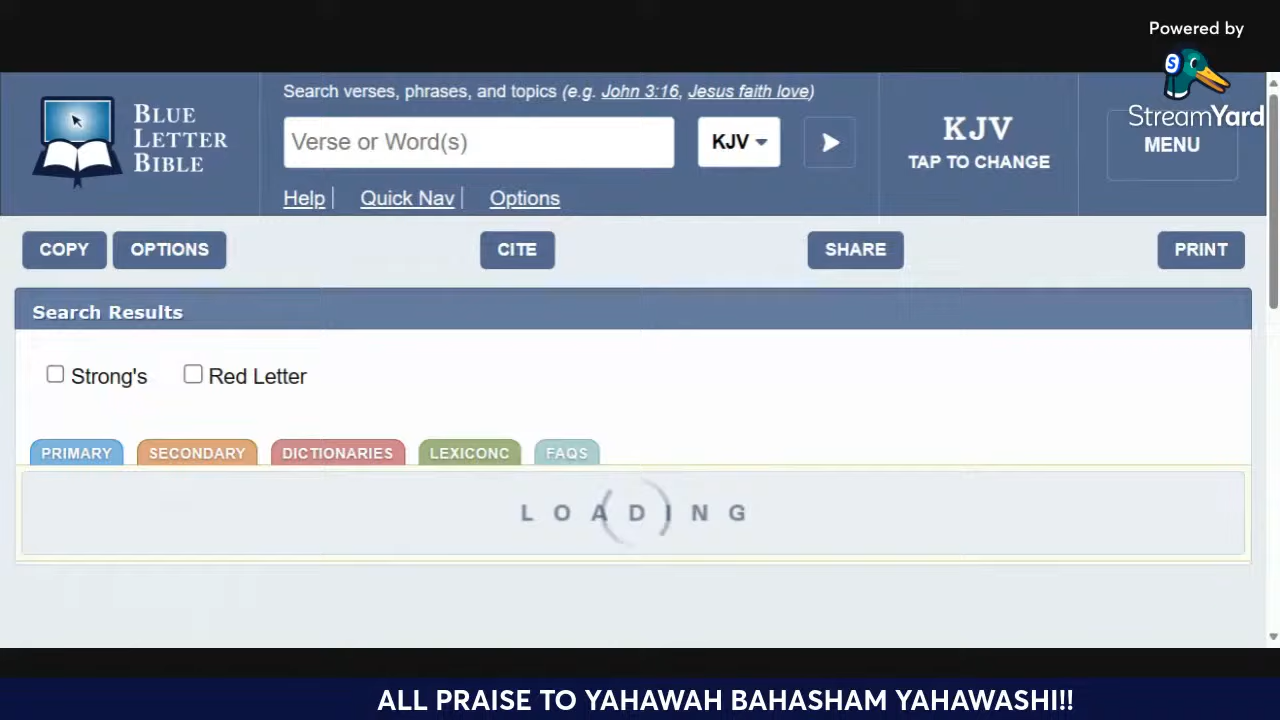 Powered by
StreamYard
BLUE
LETTER
BIBLE
Search verses, phrases, and topics (e.g. John 3:16, Jesus faith love)
Verse or Word(s)
KJV
Help
Quick Nav
Options
KJV
TAP TO CHANGE
MENU
COPY
OPTIONS
CITE
SHARE
PRINT
Search Results
Strong's
Red Letter
PRIMARY
SECONDARY
DICTIONARIES
LEXICONC
FAQS
LOADING
ALL PRAISE TO YAHAWAH BAHASHAM YAHAWASHI!!